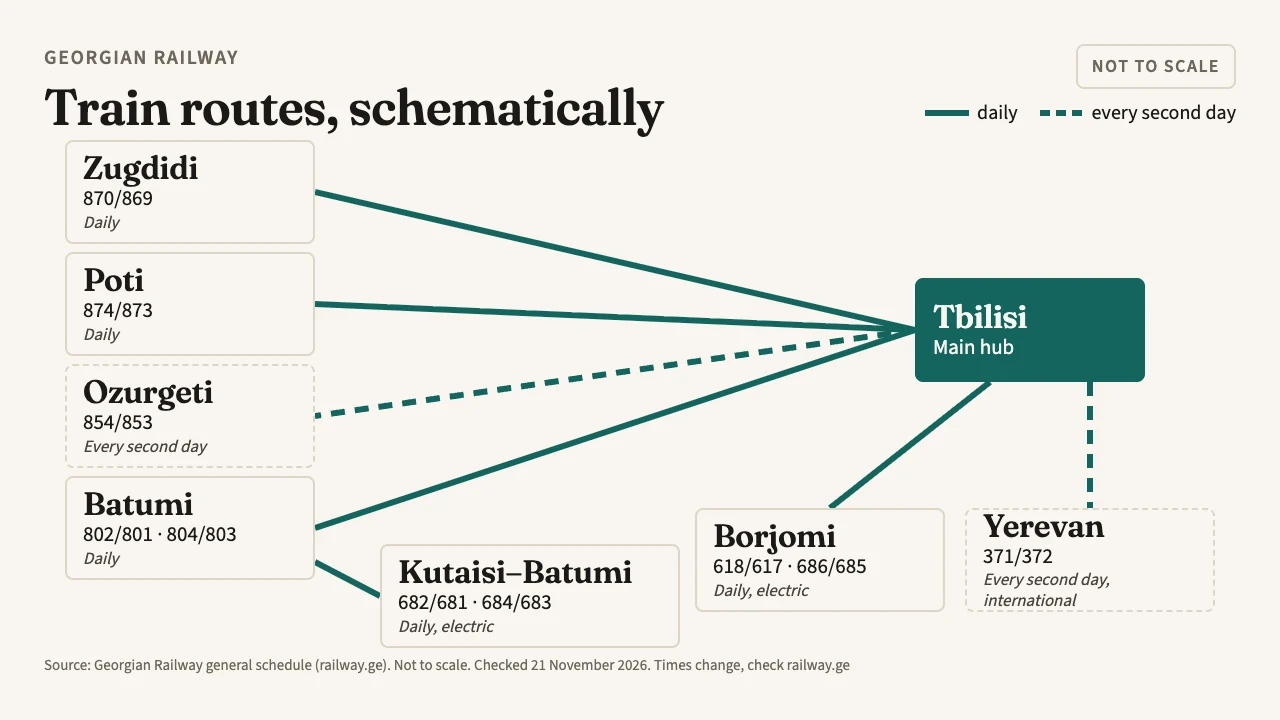 GEORGIAN RAILWAY
Train routes, schematically
NOT TO SCALE
daily
every second day
Zugdidi
870/869
Daily
Poti
874/873
Daily
Ozurgeti
854/853
Every second day
Batumi
802/801 · 804/803
Daily
Kutaisi–Batumi
682/681 · 684/683
Daily, electric
Tbilisi
Main hub
Borjomi
618/617 · 686/685
Daily, electric
Yerevan
371/372
Every second day,
international
Source: Georgian Railway general schedule (railway.ge). Not to scale. Checked 21 November 2026. Times change, check railway.ge